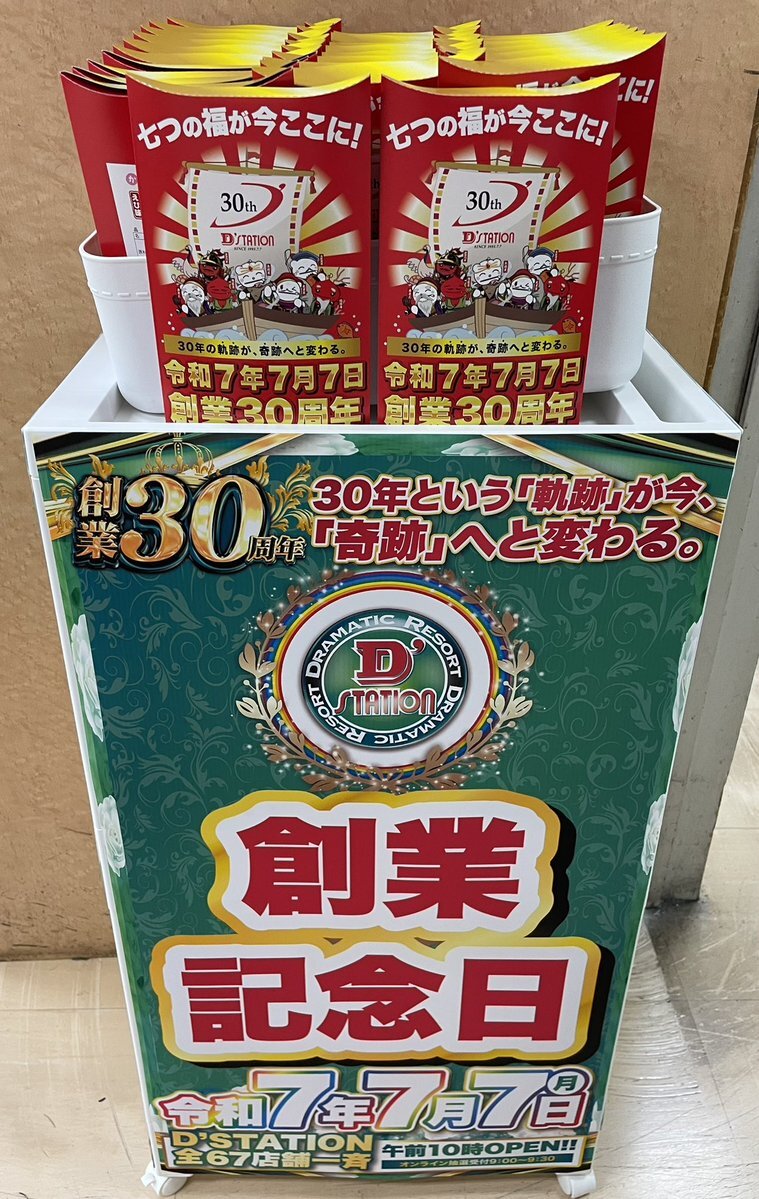 七つの福が今ここに!
30th
D'STATION
SINCE 1995.7.7
30年の軌跡が、奇跡へと変わる。
令和7年7月7日
創業30周年
七つの福が今ここに!
30th
D'STATION
SINCE 1995.7.7
30年の軌跡が、奇跡へと変わる。
令和7年7月7日
創業30周年
創業30周年
30年という「軌跡」が今、
「奇跡」へと変わる。
DRAMATIC RESORT DRAMATIC RESORT
D'STATION
創業
記念日
令和7年7月7日(月)
D'STATION
全67店舗一斉
午前10時OPEN!!
オンライン抽選受付9:00〜9:30